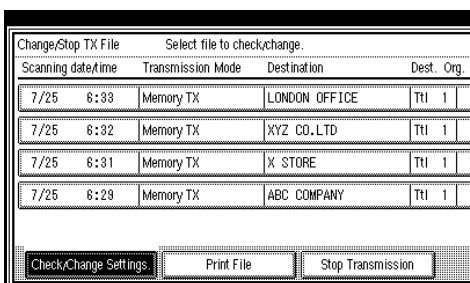 Change/Stop TX File Select file to check/change.
Scanning date/time Transmission Mode Destination Dest. Org.
7/25 6:33 Memory TX LONDON OFFICE Ttl 1
7/25 6:32 Memory TX XYZ CO.LTD Ttl 1
7/25 6:31 Memory TX X STORE Ttl 1
7/25 6:29 Memory TX ABC COMPANY Ttl 1
Check/Change Settings. Print File Stop Transmission